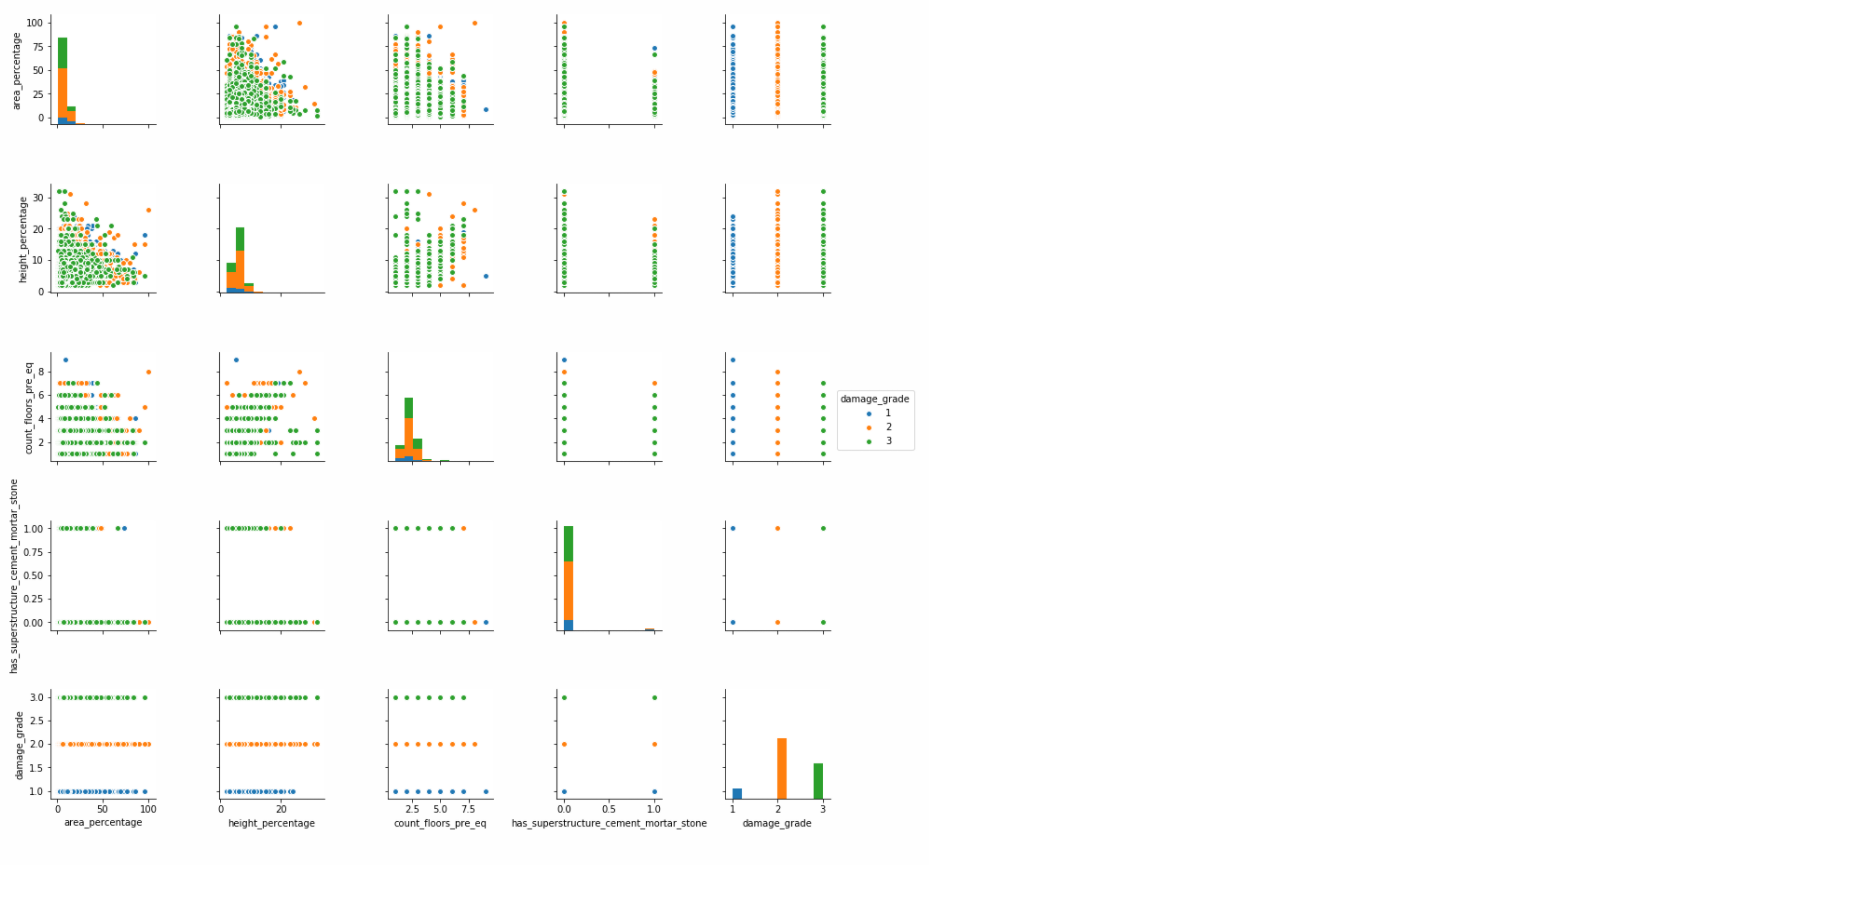 area_percentage
100
75
50
25
0
0
100
height_percentage
30
20
10
0
count_floors_pre_eq
8
6
4
2
damage_grade
1
2
3
has_superstructure_cement_mortar_stone
1.00
0.75
0.50
0.25
0.00
damage_grade
3.0
2.5
2.0
1.5
1.0
0 50 100
0 20
2.5 5.0 7.5
0.0 0.5 1.0
1 2 3
area_percentage
height_percentage
count_floors_pre_eq
has_superstructure_cement_mortar_stone
damage_grade